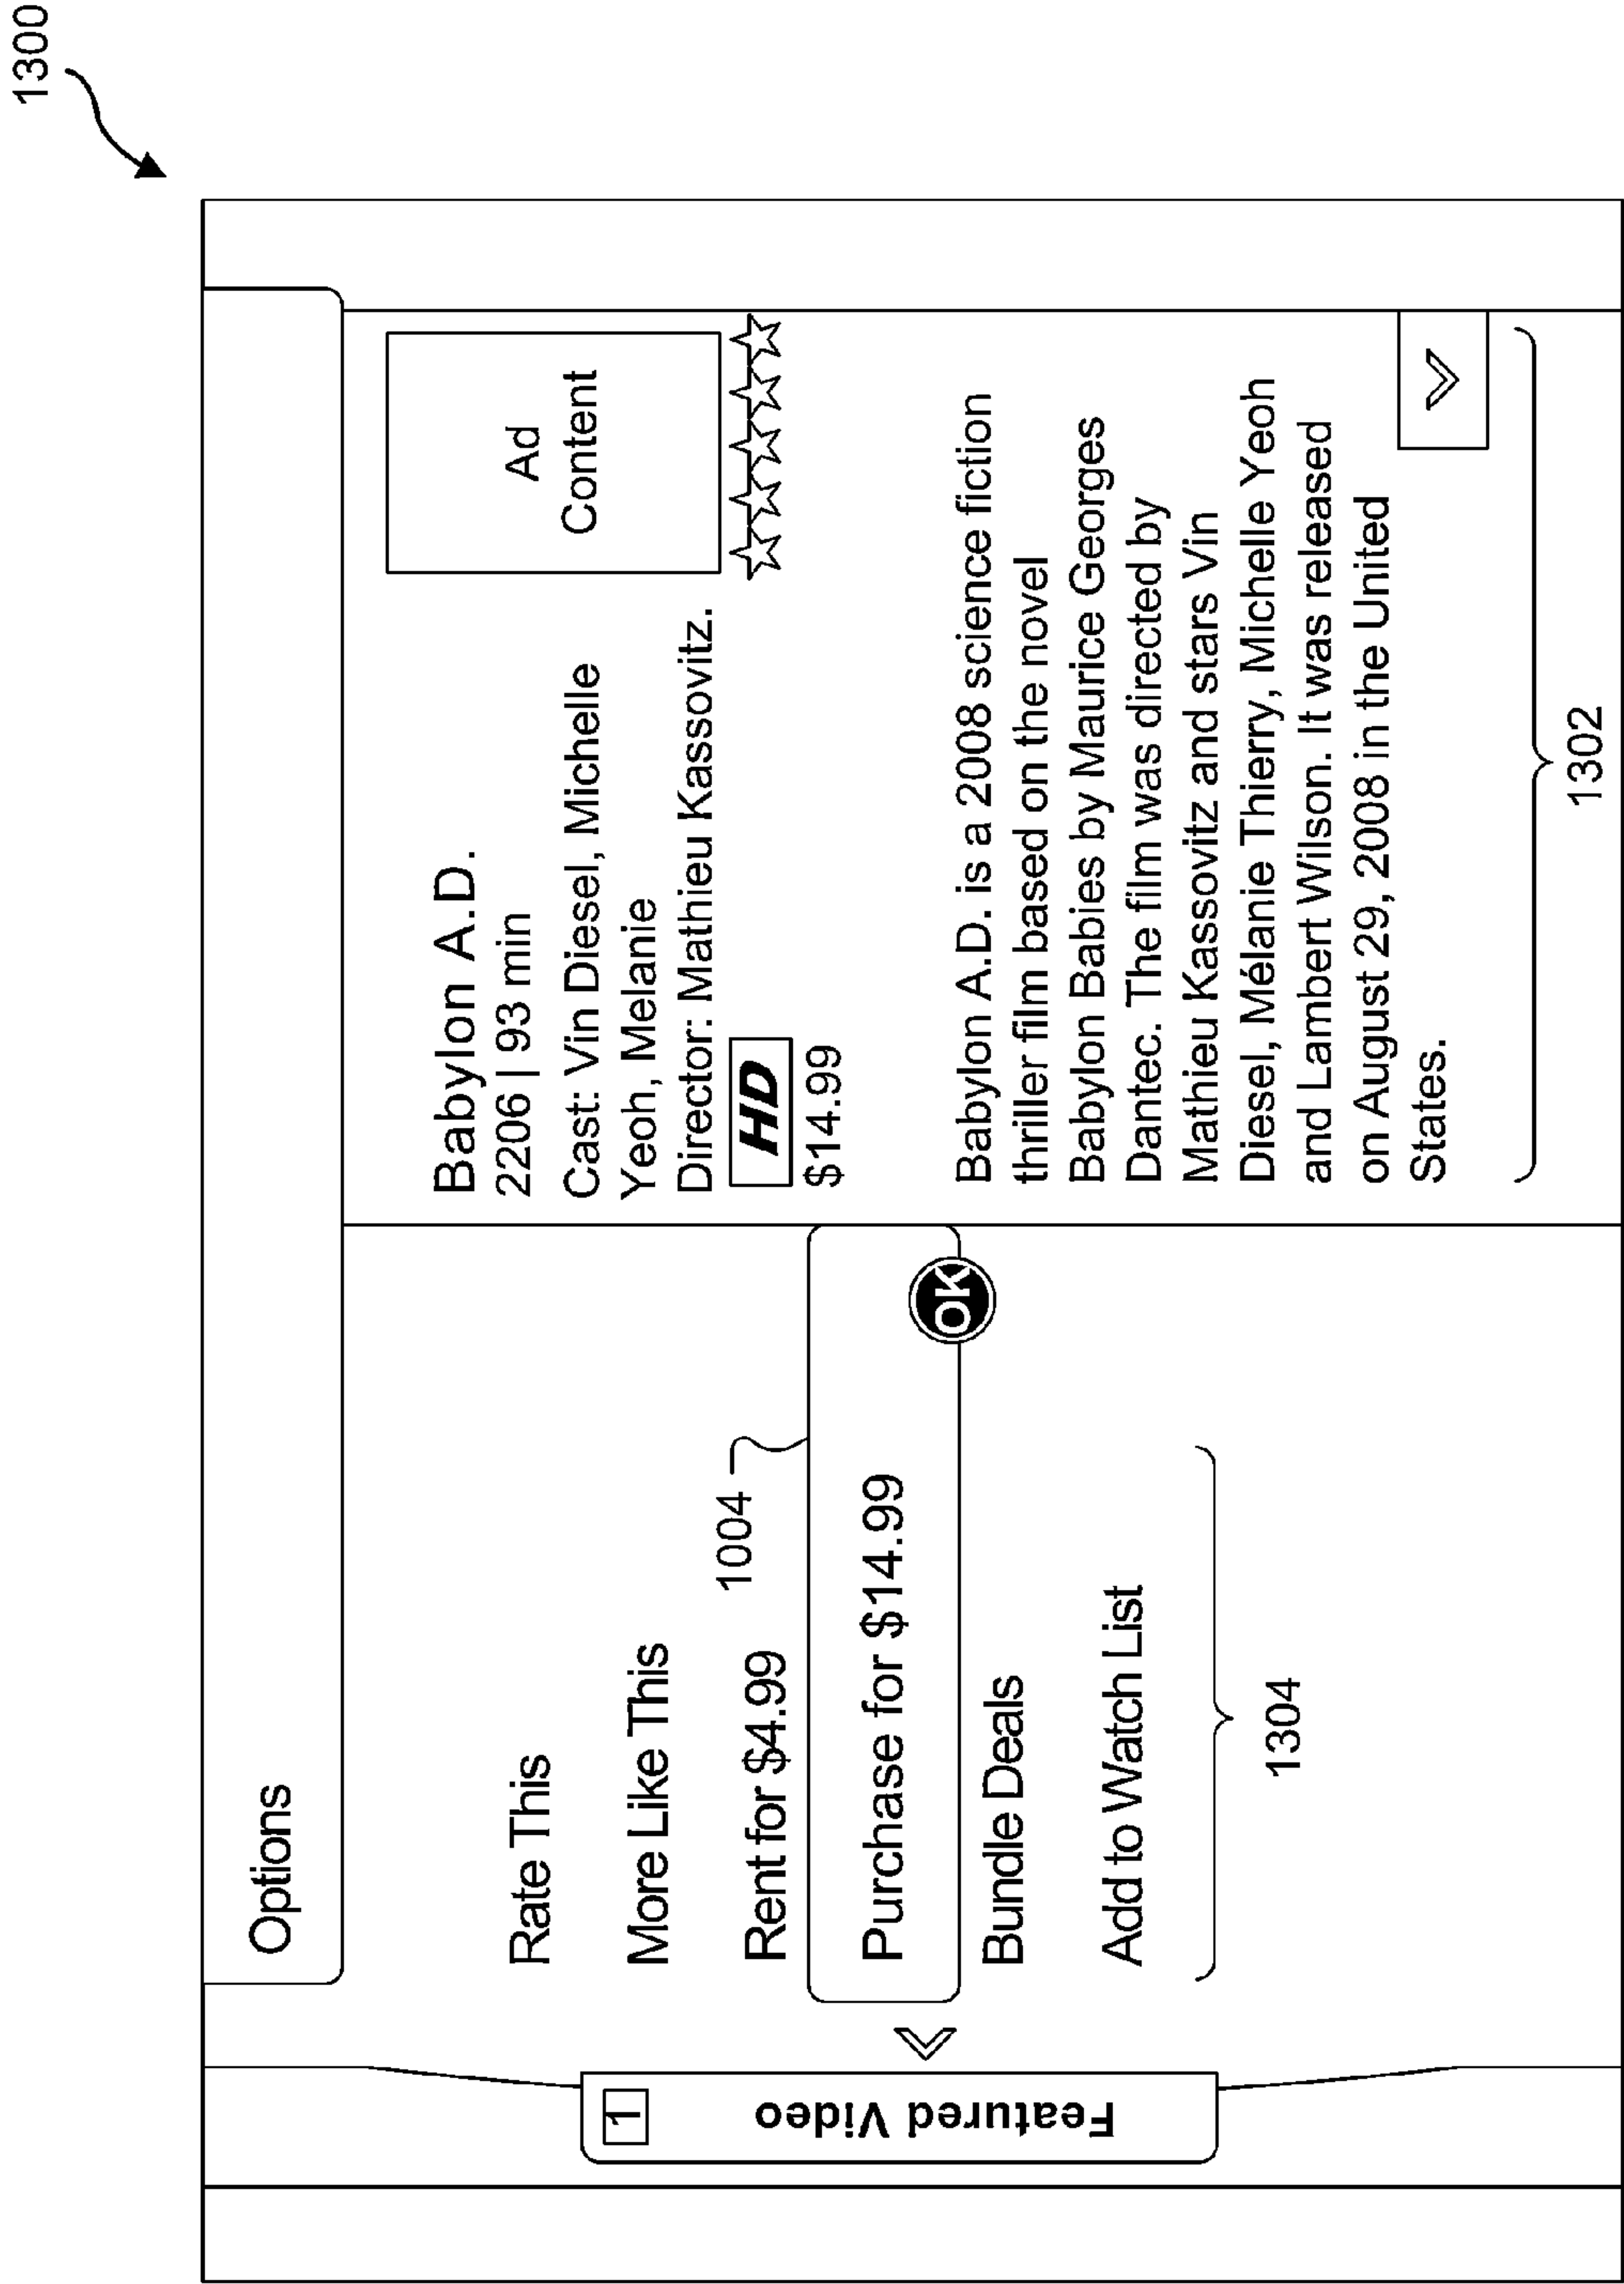 1300
Options
Rate This
More Like This
Rent for $4.99
1004
Purchase for $14.99
OK
Bundle Deals
Add to Watch List
1304
1
Featured Video
Babylon A.D.
2206 | 93 min
Cast: Vin Diesel, Michelle
Yeoh, Melanie
Director: Mathieu Kassovitz.
HD
$14.99
Ad
Content
Babylon A.D. is a 2008 science fiction
thriller film based on the novel
Babylon Babies by Maurice Georges
Dantec. The film was directed by
Mathieu Kassovitz and stars Vin
Diesel, Mélanie Thierry, Michelle Yeoh
and Lambert Wilson. It was released
on August 29, 2008 in the United
States.
1302